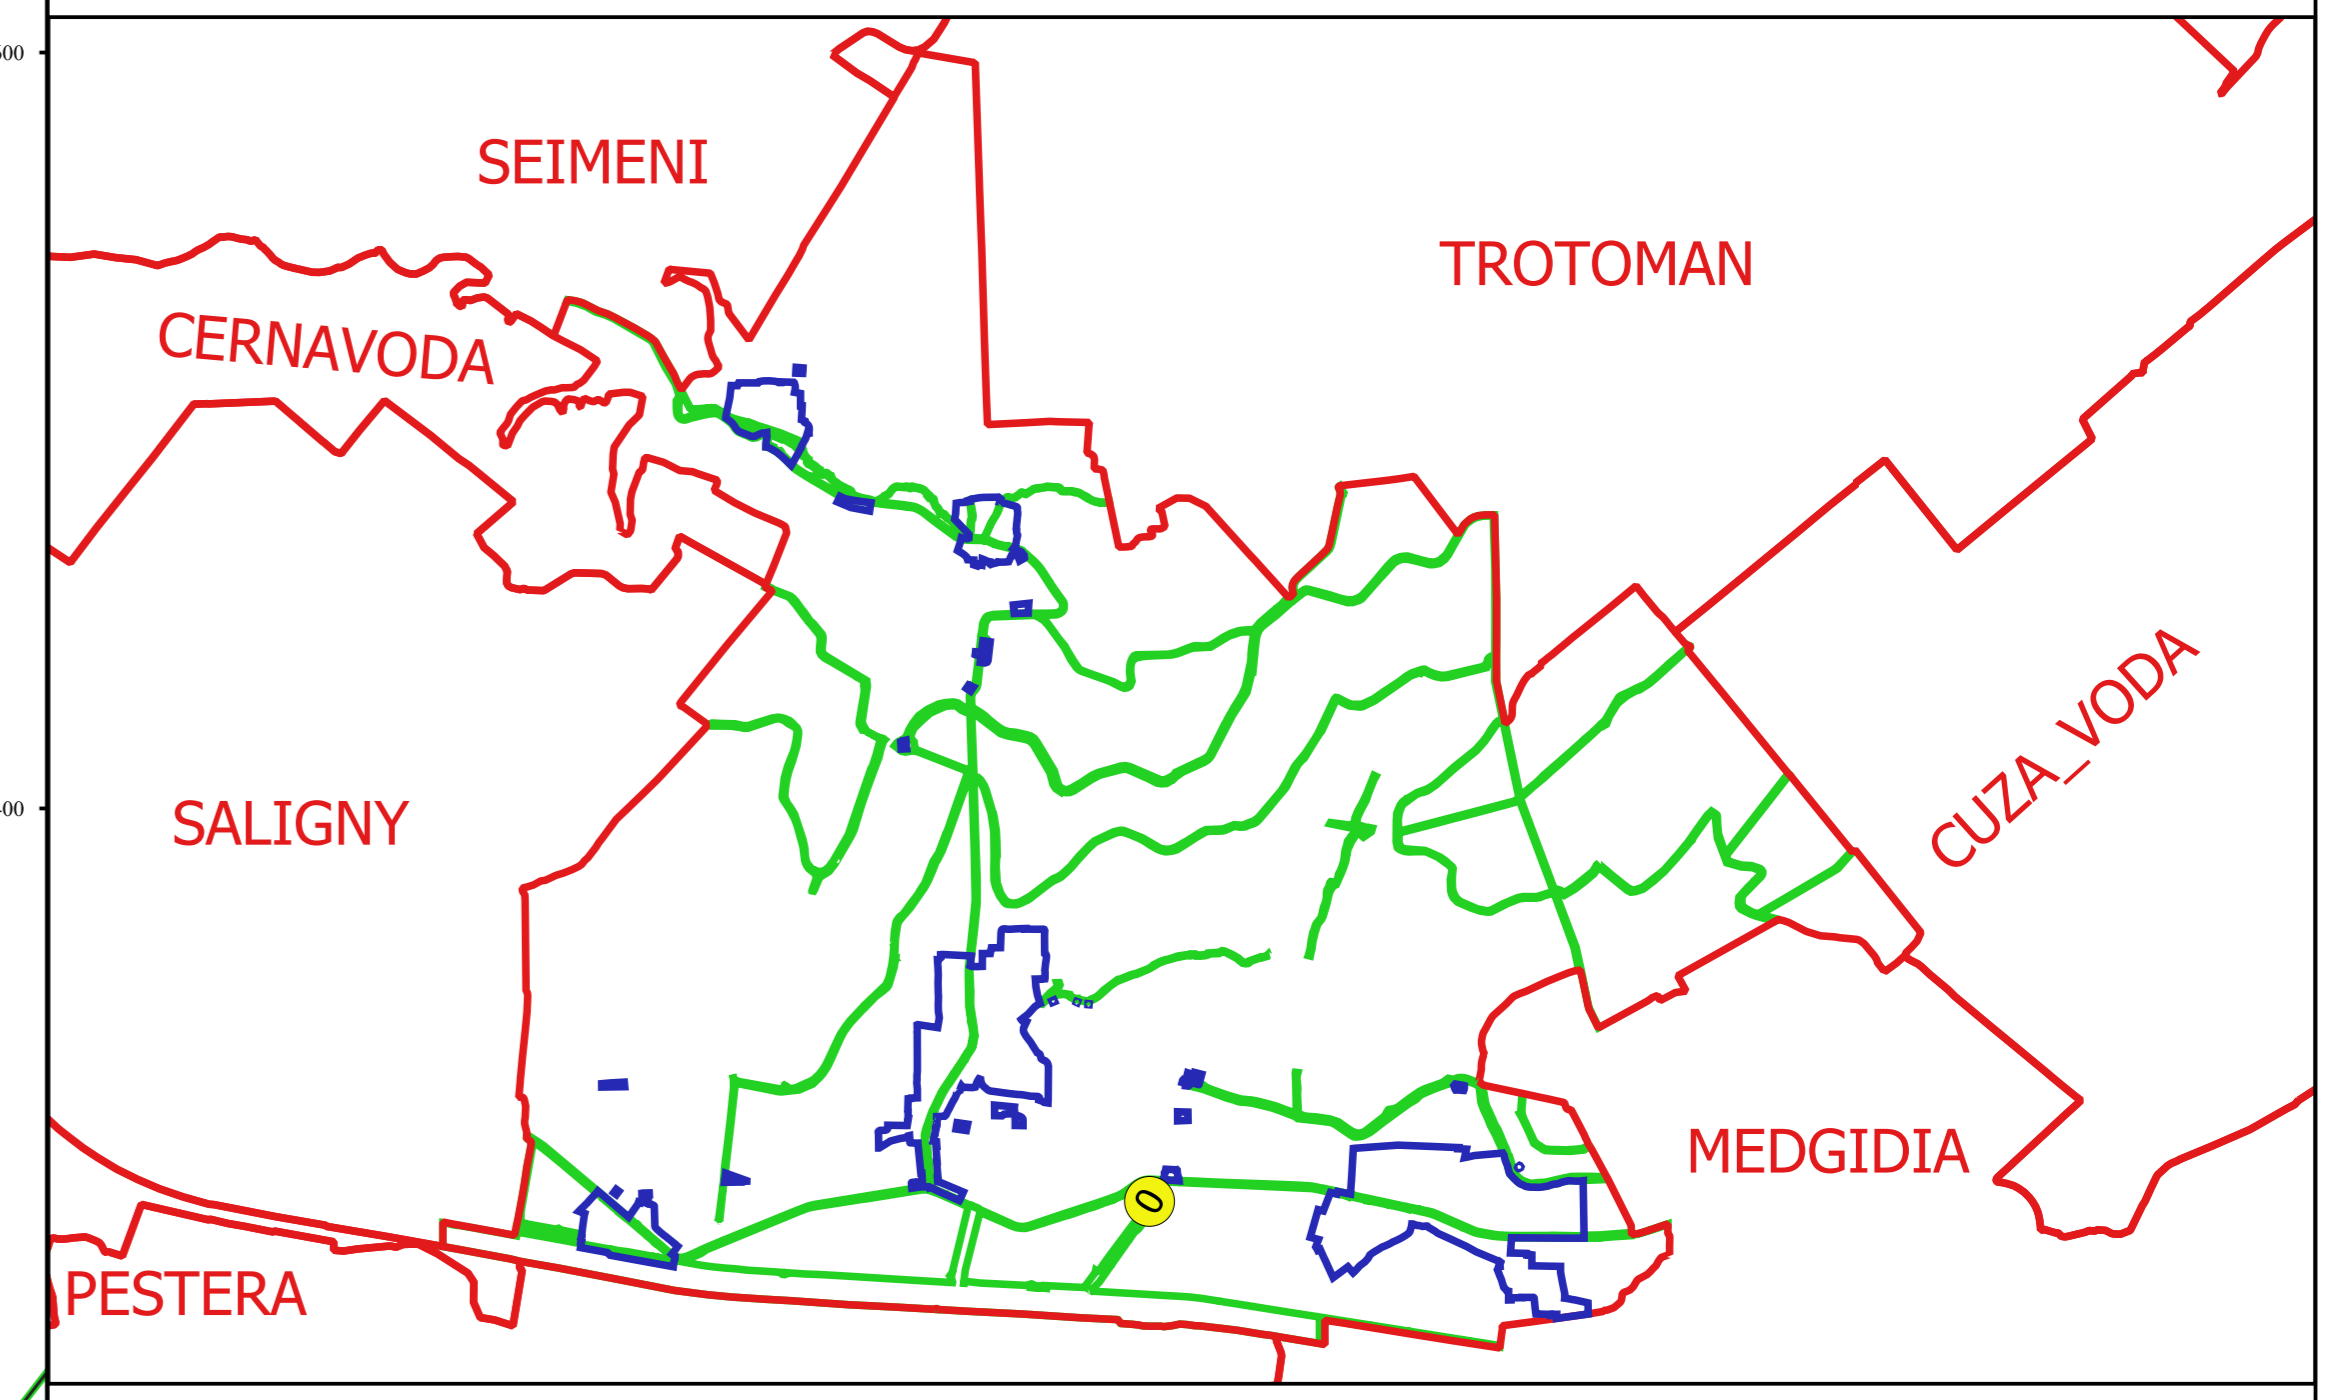 SEIMENI
TROTOMAN
CERNAVODA
CUZA_VODA
SALIGNY
MEDGIDIA
0
PESTERA